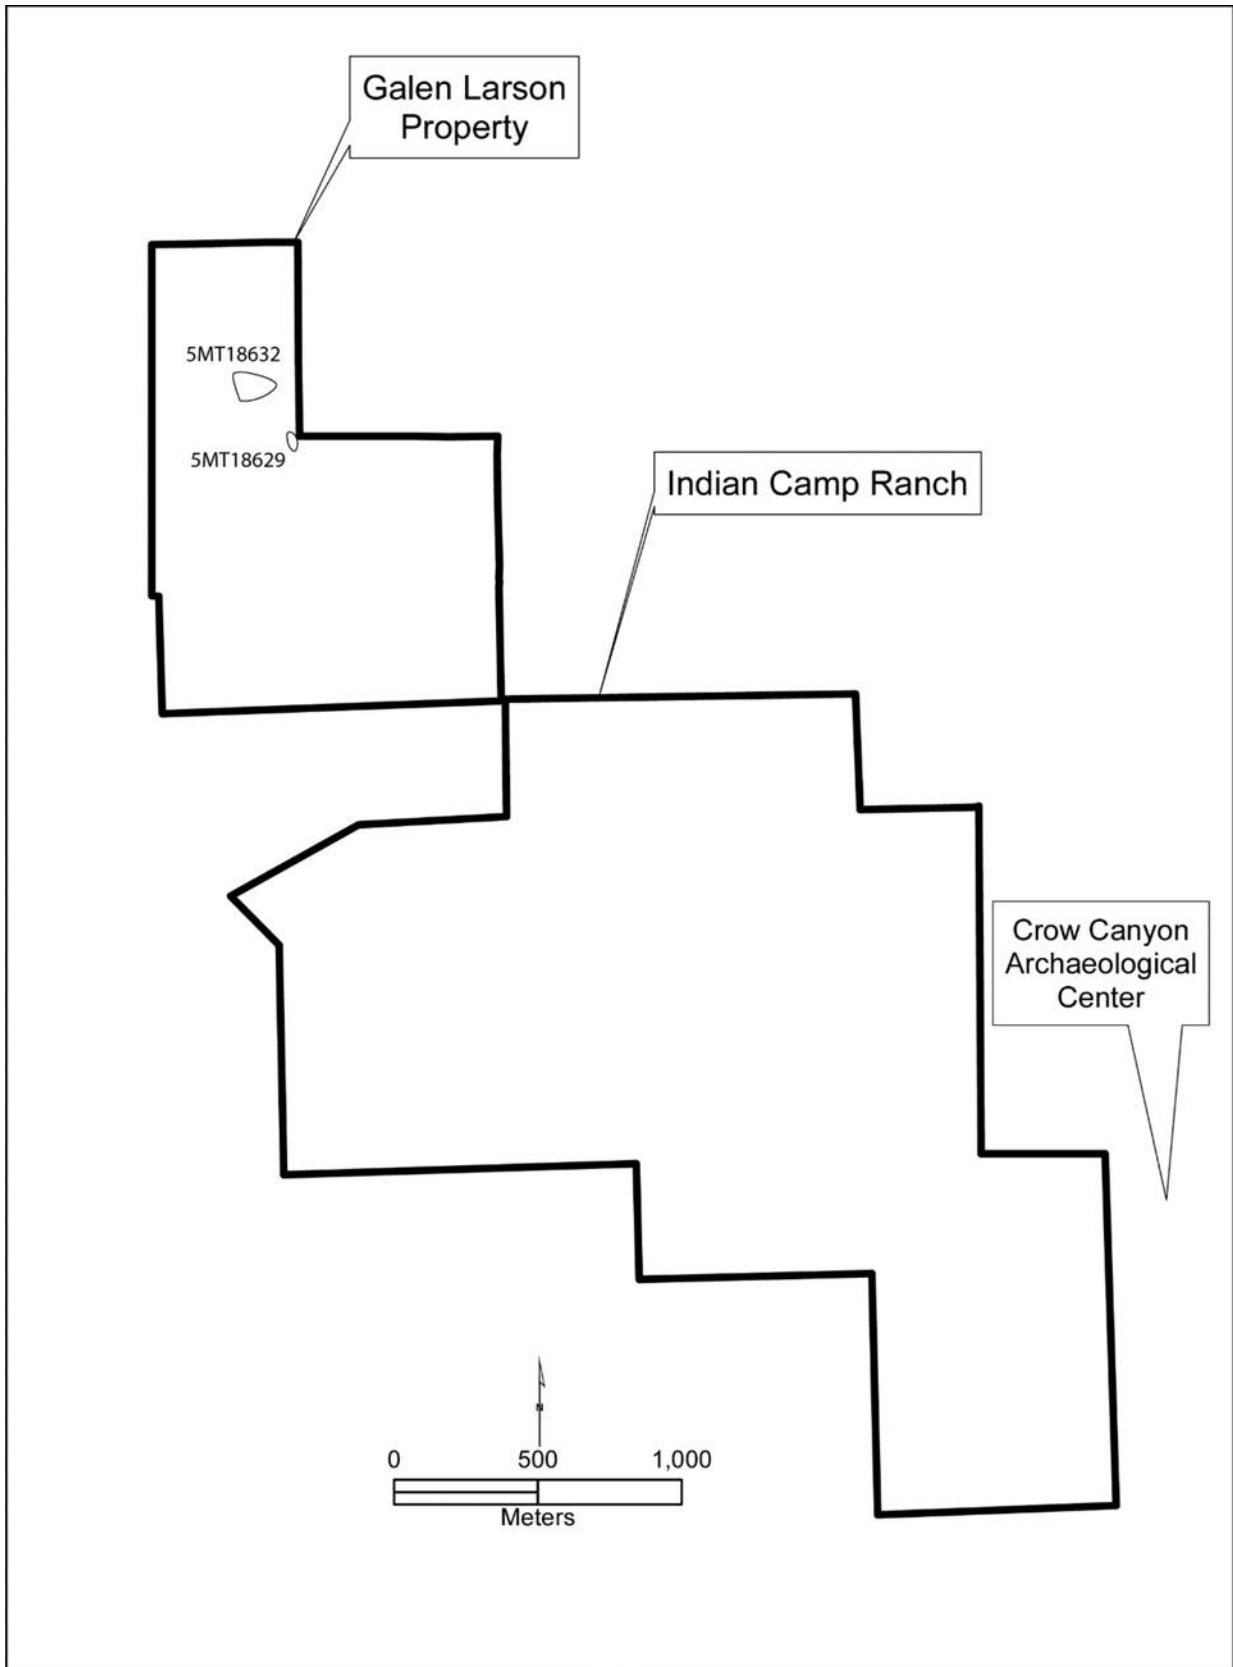 Galen Larson
Property
5MT18632
5MT18629
Indian Camp Ranch
Crow Canyon
Archaeological
Center
N
0 500 1,000
Meters